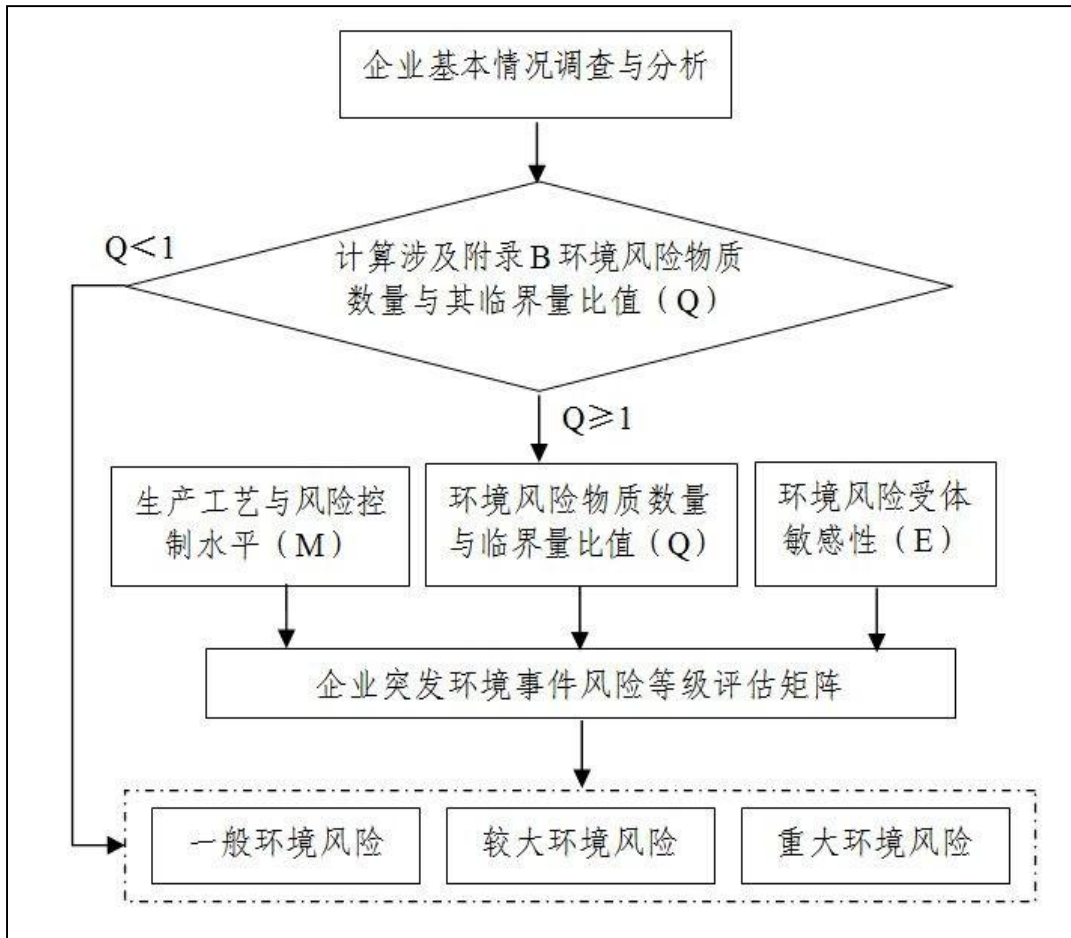 企业基本情况调查与分析
Q＜1
计算涉及附录 B 环境风险物质
数量与其临界量比值（Q）
Q≥1
生产工艺与风险控
制水平（M）
环境风险物质数量
与临界量比值（Q）
环境风险受体
敏感性（E）
企业突发环境事件风险等级评估矩阵
一般环境风险
较大环境风险
重大环境风险